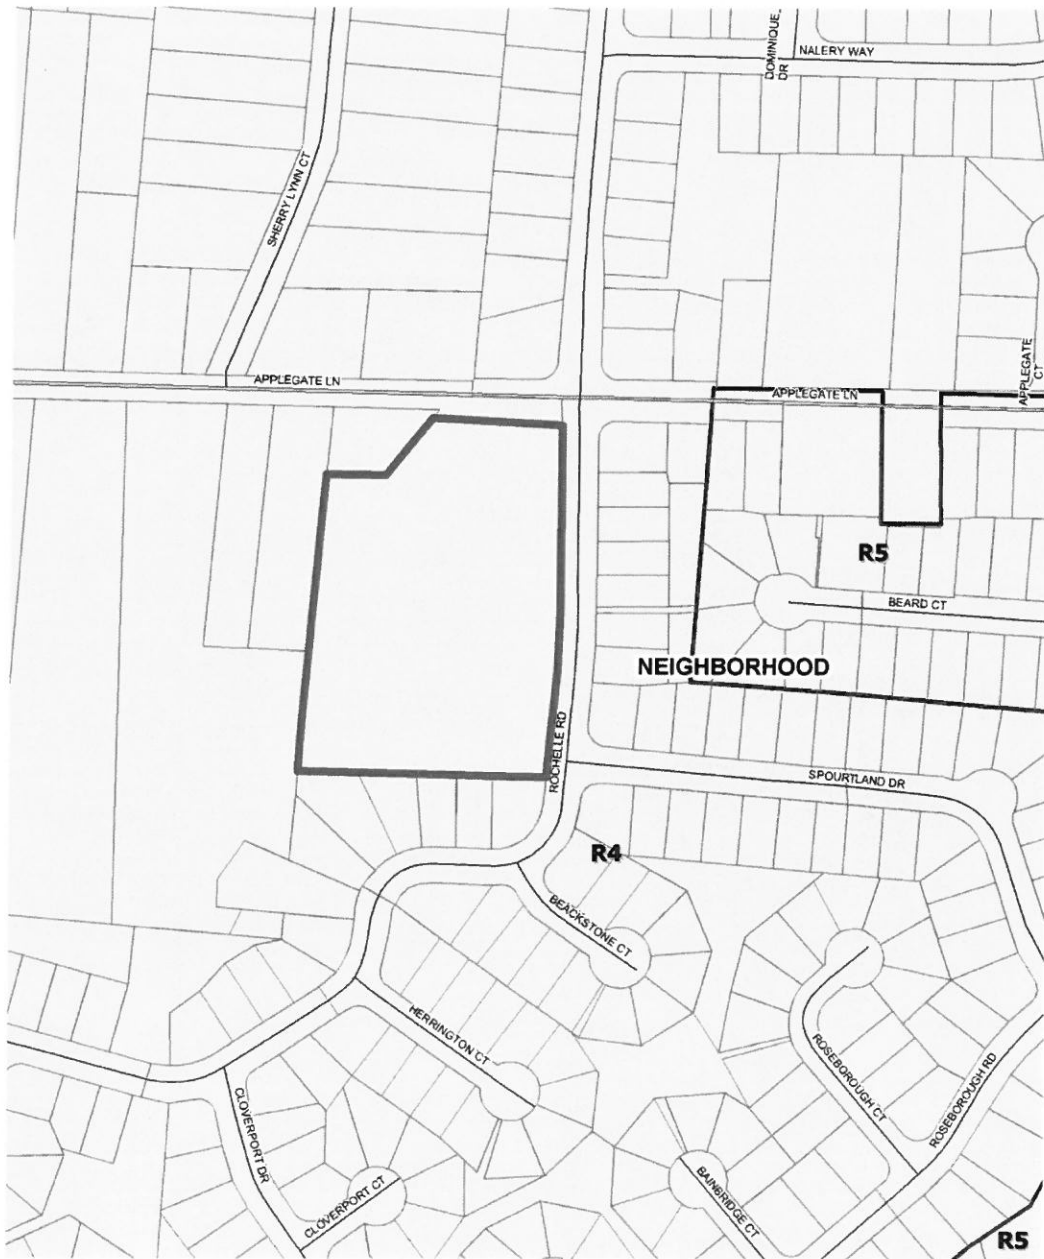 DOMINIQUE
DR
NALERY WAY
SHERRY LYNN CT
APPLEGATE LN
APPLEGATE LN
APPLEGATE
CT
R5
BEARD CT
NEIGHBORHOOD
ROCHELLE RD
SPOURTLAND DR
R4
BEACKSTONE CT
HERRINGTON CT
ROSEBOROUGH CT
ROSEBOROUGH RD
CLOVERPORT DR
CLOVERPORT CT
BAINBRIDGE CT
R5